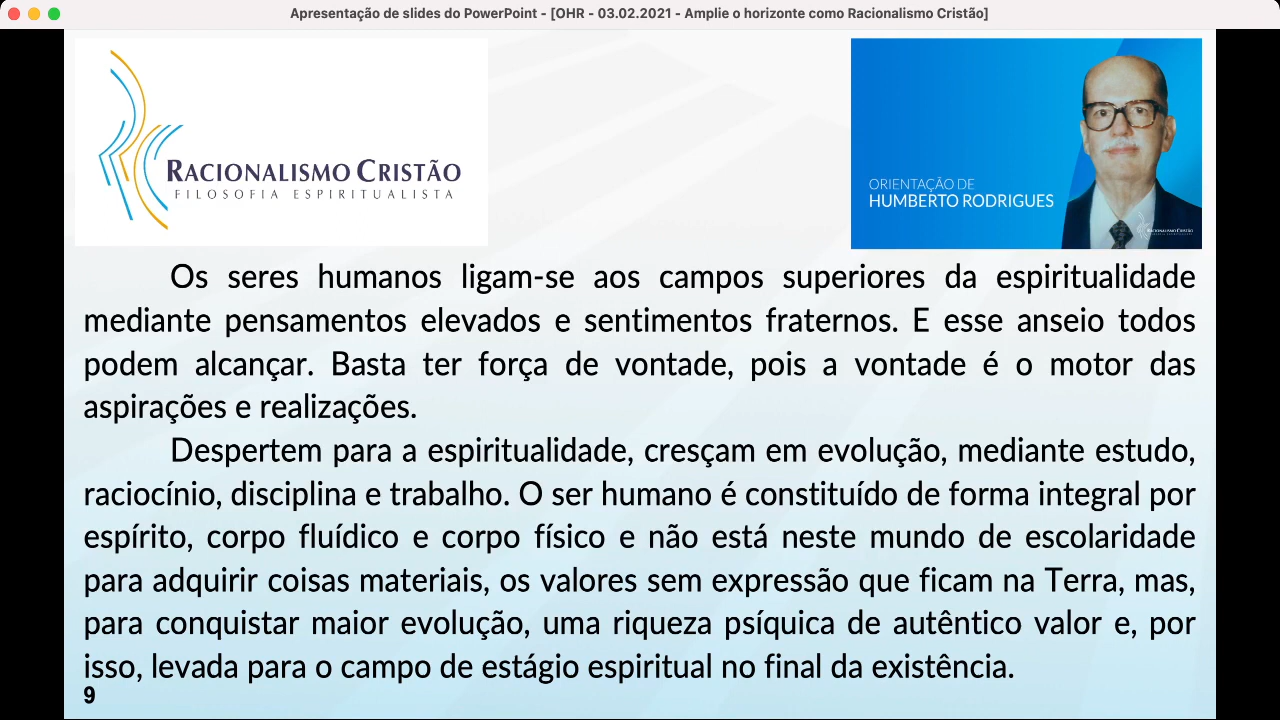 Apresentação de slides do PowerPoint - [OHR - 03.02.2021 - Amplie o horizonte como Racionalismo Cristão]
RACIONALISMO CRISTÃO
FILOSOFIA ESPIRITUALISTA
ORIENTAÇÃO DE
HUMBERTO RODRIGUES
RACIONALISMO CRISTÃO
Os seres humanos ligam-se aos campos superiores da espiritualidade
mediante pensamentos elevados e sentimentos fraternos. E esse anseio todos
podem alcançar. Basta ter força de vontade, pois a vontade é o motor das
aspirações e realizações.
Despertem para a espiritualidade, cresçam em evolução, mediante estudo,
raciocínio, disciplina e trabalho. O ser humano é constituído de forma integral por
espírito, corpo fluídico e corpo físico e não está neste mundo de escolaridade
para adquirir coisas materiais, os valores sem expressão que ficam na Terra, mas,
para conquistar maior evolução, uma riqueza psíquica de autêntico valor e, por
isso, levada para o campo de estágio espiritual no final da existência.
9